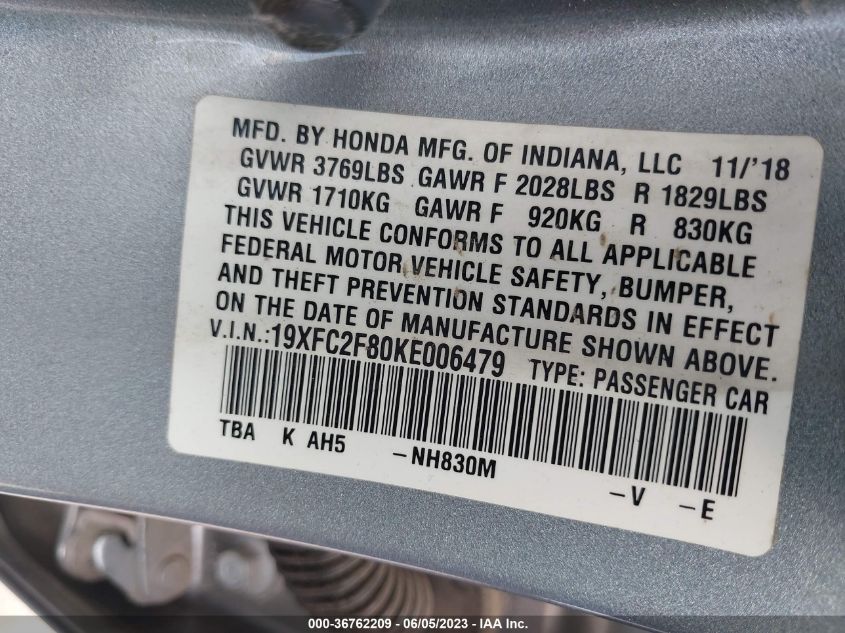 MFD. BY HONDA MFG. OF INDIANA, LLC 11/'18
GVWR 3769LBS GAWR F 2028LBS R 1829LBS
GVWR 1710KG GAWR F 920KG R 830KG
THIS VEHICLE CONFORMS TO ALL APPLICABLE
FEDERAL MOTOR VEHICLE SAFETY, BUMPER,
AND THEFT PREVENTION STANDARDS IN EFFECT
ON THE DATE OF MANUFACTURE SHOWN ABOVE.
V.I.N.:19XFC2F80KE006479 TYPE: PASSENGER CAR
TBA K AH5 -NH830M -V -E
000-36762209 - 06/05/2023 - IAA Inc.